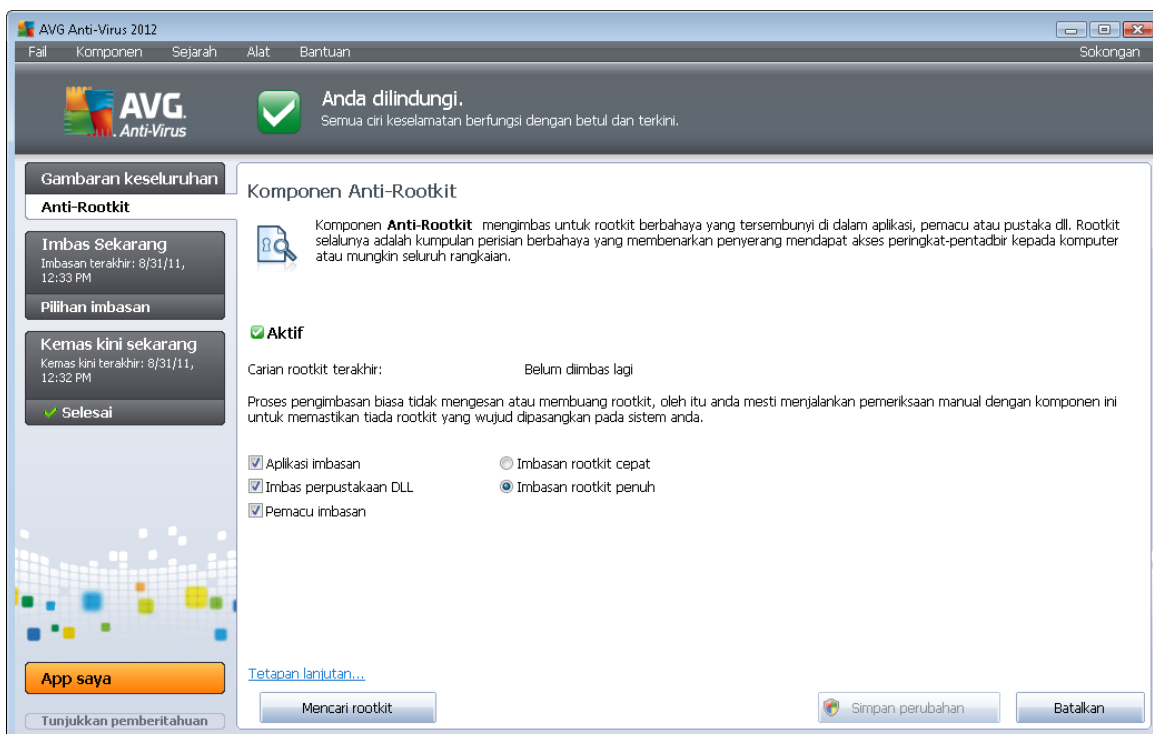 AVG Anti-Virus 2012
Fail Komponen Sejarah Alat Bantuan Sokongan
AVG.
Anti-Virus
Anda dilindungi.
Semua ciri keselamatan berfungsi dengan betul dan terkini.
Gambaran keseluruhan
Anti-Rootkit
Imbas Sekarang
Imbasan terakhir: 8/31/11,
12:33 PM
Pilihan imbasan
Kemas kini sekarang
Kemas kini terakhir: 8/31/11,
12:32 PM
Selesai
App saya
Tunjukkan pemberitahuan
Komponen Anti-Rootkit
Komponen Anti-Rootkit mengimbas untuk rootkit berbahaya yang tersembunyi di dalam aplikasi, pemacu atau pustaka dll. Rootkit
selalunya adalah kumpulan perisian berbahaya yang membenarkan penyerang mendapat akses peringkat-pentadbir kepada komputer
atau mungkin seluruh rangkaian.
Aktif
Carian rootkit terakhir: Belum diimbas lagi
Proses pengimbasan biasa tidak mengesan atau membuang rootkit, oleh itu anda mesti menjalankan pemeriksaan manual dengan komponen ini
untuk memastikan tiada rootkit yang wujud dipasangkan pada sistem anda.
Aplikasi imbasan Imbasan rootkit cepat
Imbas perpustakaan DLL Imbasan rootkit penuh
Pemacu imbasan
Tetapan lanjutan...
Mencari rootkit Simpan perubahan Batalkan